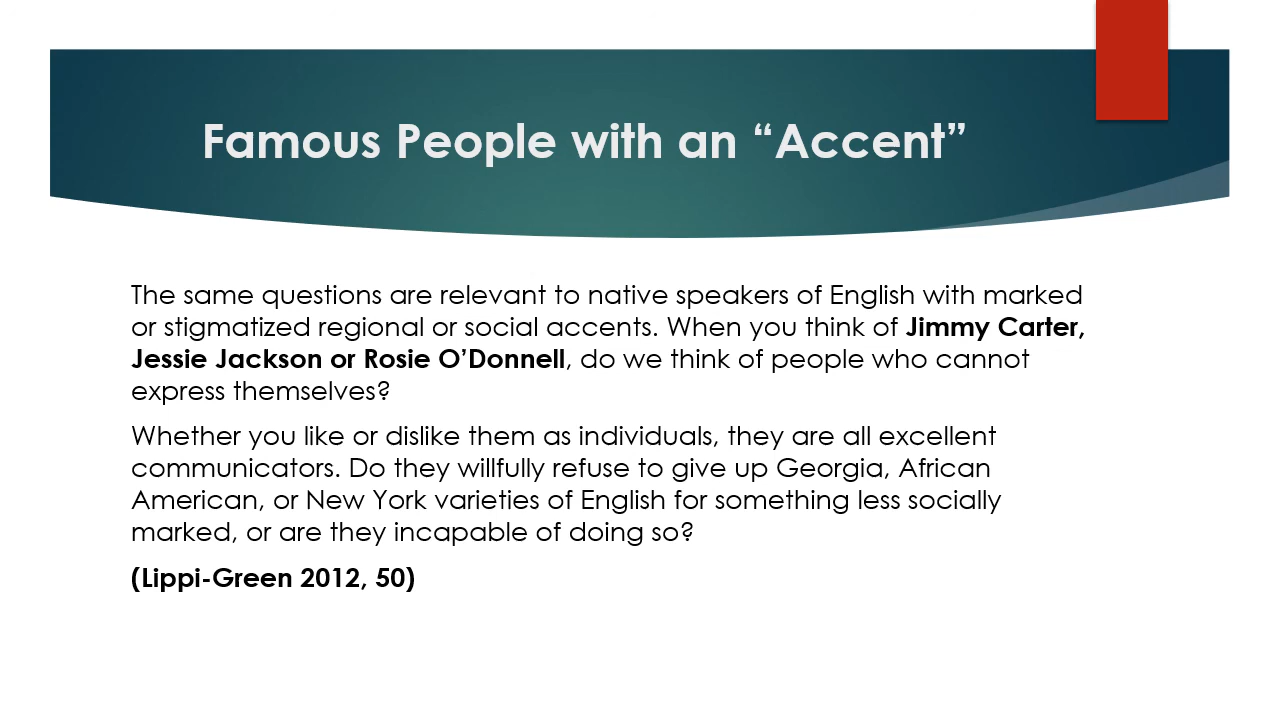 Famous People with an “Accent”
The same questions are relevant to native speakers of English with marked
or stigmatized regional or social accents. When you think of Jimmy Carter,
Jessie Jackson or Rosie O’Donnell, do we think of people who cannot
express themselves?
Whether you like or dislike them as individuals, they are all excellent
communicators. Do they willfully refuse to give up Georgia, African
American, or New York varieties of English for something less socially
marked, or are they incapable of doing so?
(Lippi-Green 2012, 50)